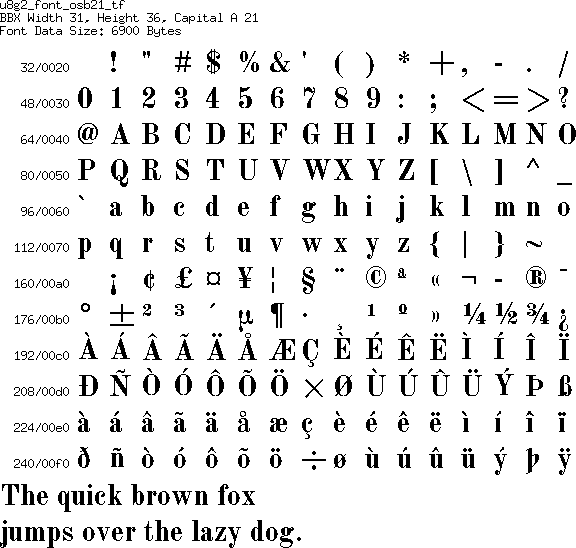 u8g2_font_osb21_tf
BBX Width 31, Height 36, Capital A 21
Font Data Size: 6900 Bytes
32/0020 ! " # $ % & ' ( ) * + , - . /
48/0030 0 1 2 3 4 5 6 7 8 9 : ; < = > ?
64/0040 @ A B C D E F G H I J K L M N O
80/0050 P Q R S T U V W X Y Z [ \ ] ^ _
96/0060 ` a b c d e f g h i j k l m n o
112/0070 p q r s t u v w x y z { | } ~
160/00a0 ¡ ¢ £ ¤ ¥ ¦ § ¨ © ª « ¬ - ® ¯
176/00b0 ° ± ² ³ ´ µ ¶ · ¸ ¹ º » ¼ ½ ¾ ¿
192/00c0 À Á Â Ã Ä Å Æ Ç È É Ê Ë Ì Í Î Ï
208/00d0 Ð Ñ Ò Ó Ô Õ Ö × Ø Ù Ú Û Ü Ý Þ ß
224/00e0 à á â ã ä å æ ç è é ê ë ì í î ï
240/00f0 ð ñ ò ó ô õ ö ÷ ø ù ú û ü ý þ ÿ
The quick brown fox
jumps over the lazy dog.